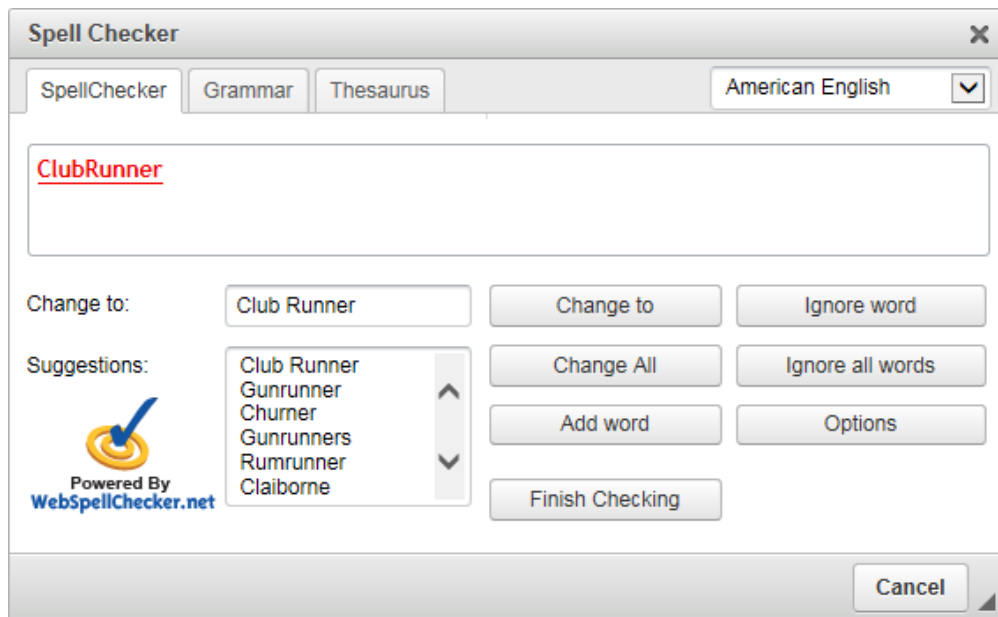 Spell Checker
SpellChecker Grammar Thesaurus American English
ClubRunner
Change to: Club Runner Change to Ignore word
Suggestions: Club Runner Change All Ignore all words
Gunrunner
Churner
Gunrunners
Rumrunner
Claiborne
Add word Options
Powered By
WebSpellChecker.net
Finish Checking
Cancel